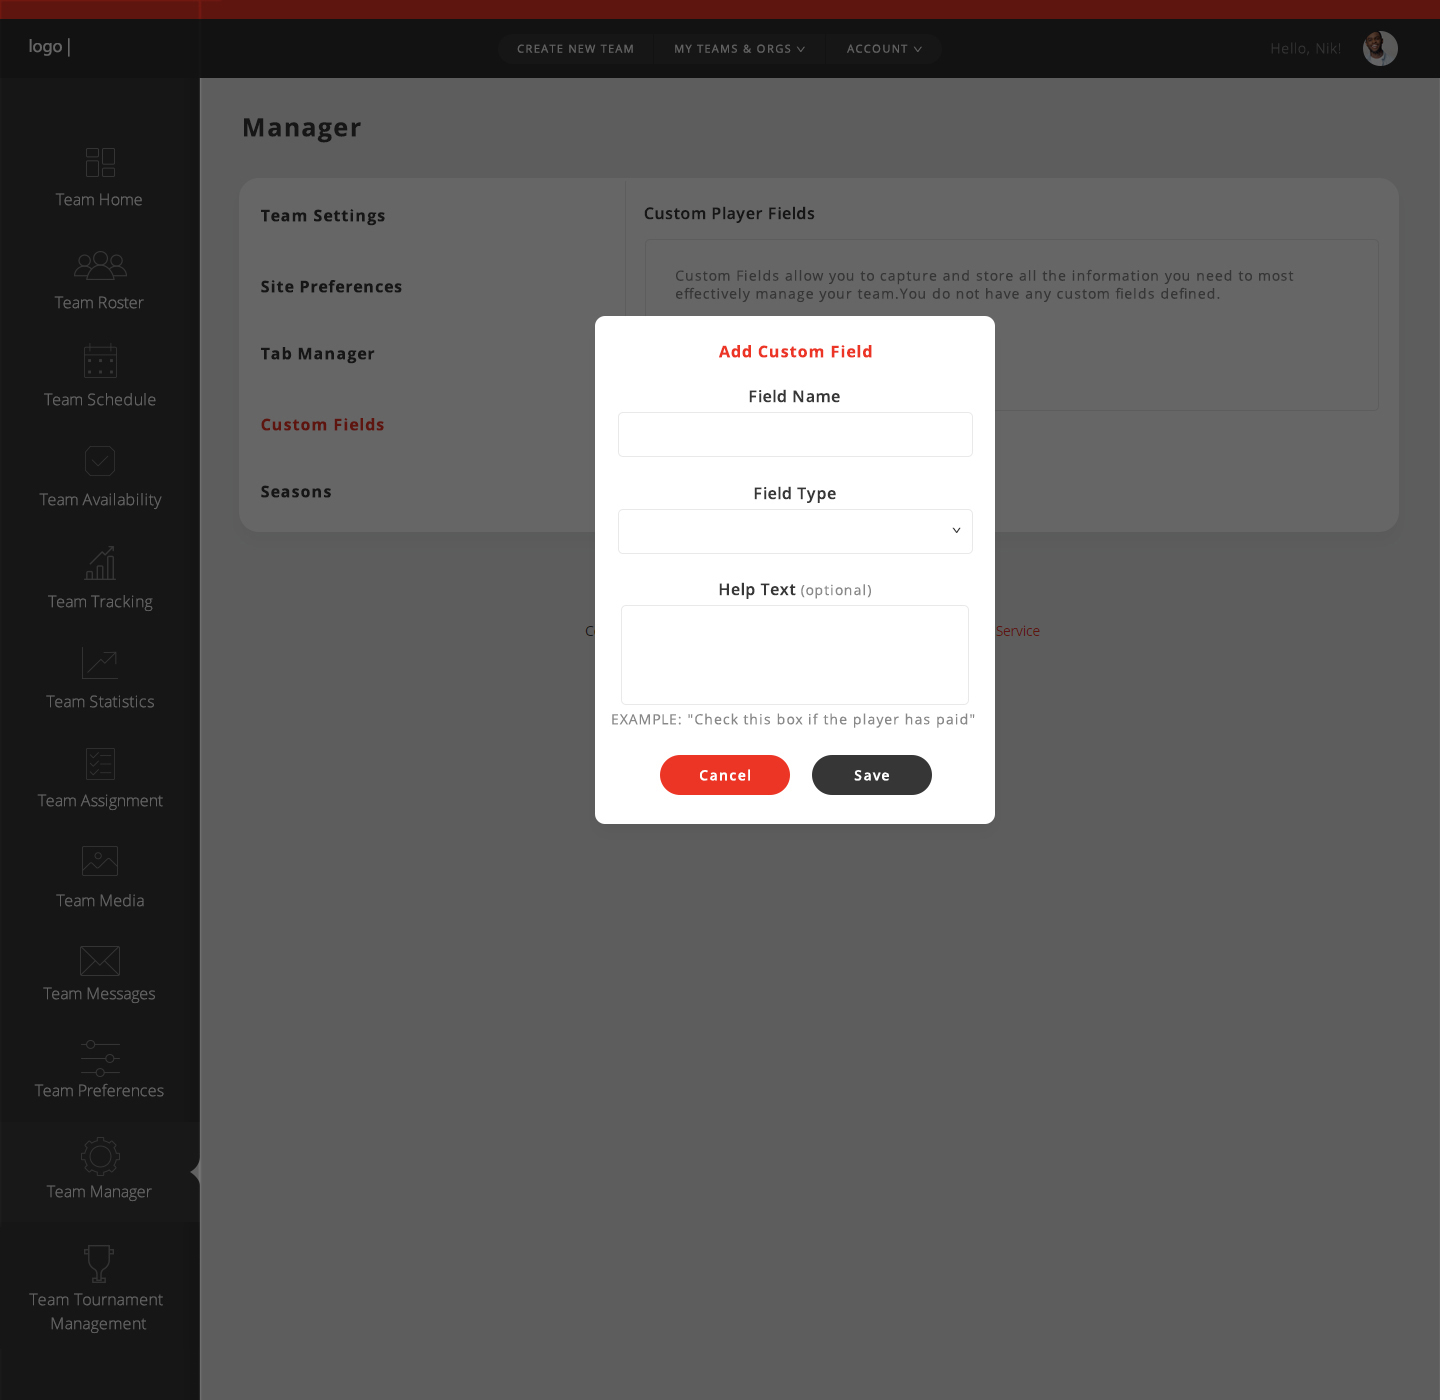 logo |
CREATE NEW TEAM
MY TEAMS & ORGS
ACCOUNT
Hello, Nik!
Team Home
Team Roster
Team Schedule
Team Availability
Team Tracking
Team Statistics
Team Assignment
Team Media
Team Messages
Team Preferences
Team Manager
Team Tournament
Management
Manager
Team Settings
Site Preferences
Tab Manager
Custom Fields
Seasons
Custom Player Fields
Custom Fields allow you to capture and store all the information you need to most
effectively manage your team.You do not have any custom fields defined.
Add Custom Field
Field Name
Field Type
Help Text (optional)
EXAMPLE: "Check this box if the player has paid"
Cancel
Save
Service